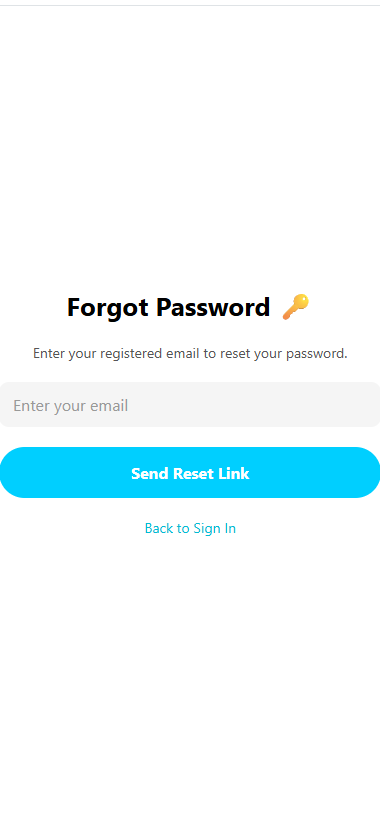 Forgot Password 🔑
Enter your registered email to reset your password.
Enter your email
Send Reset Link
Back to Sign In